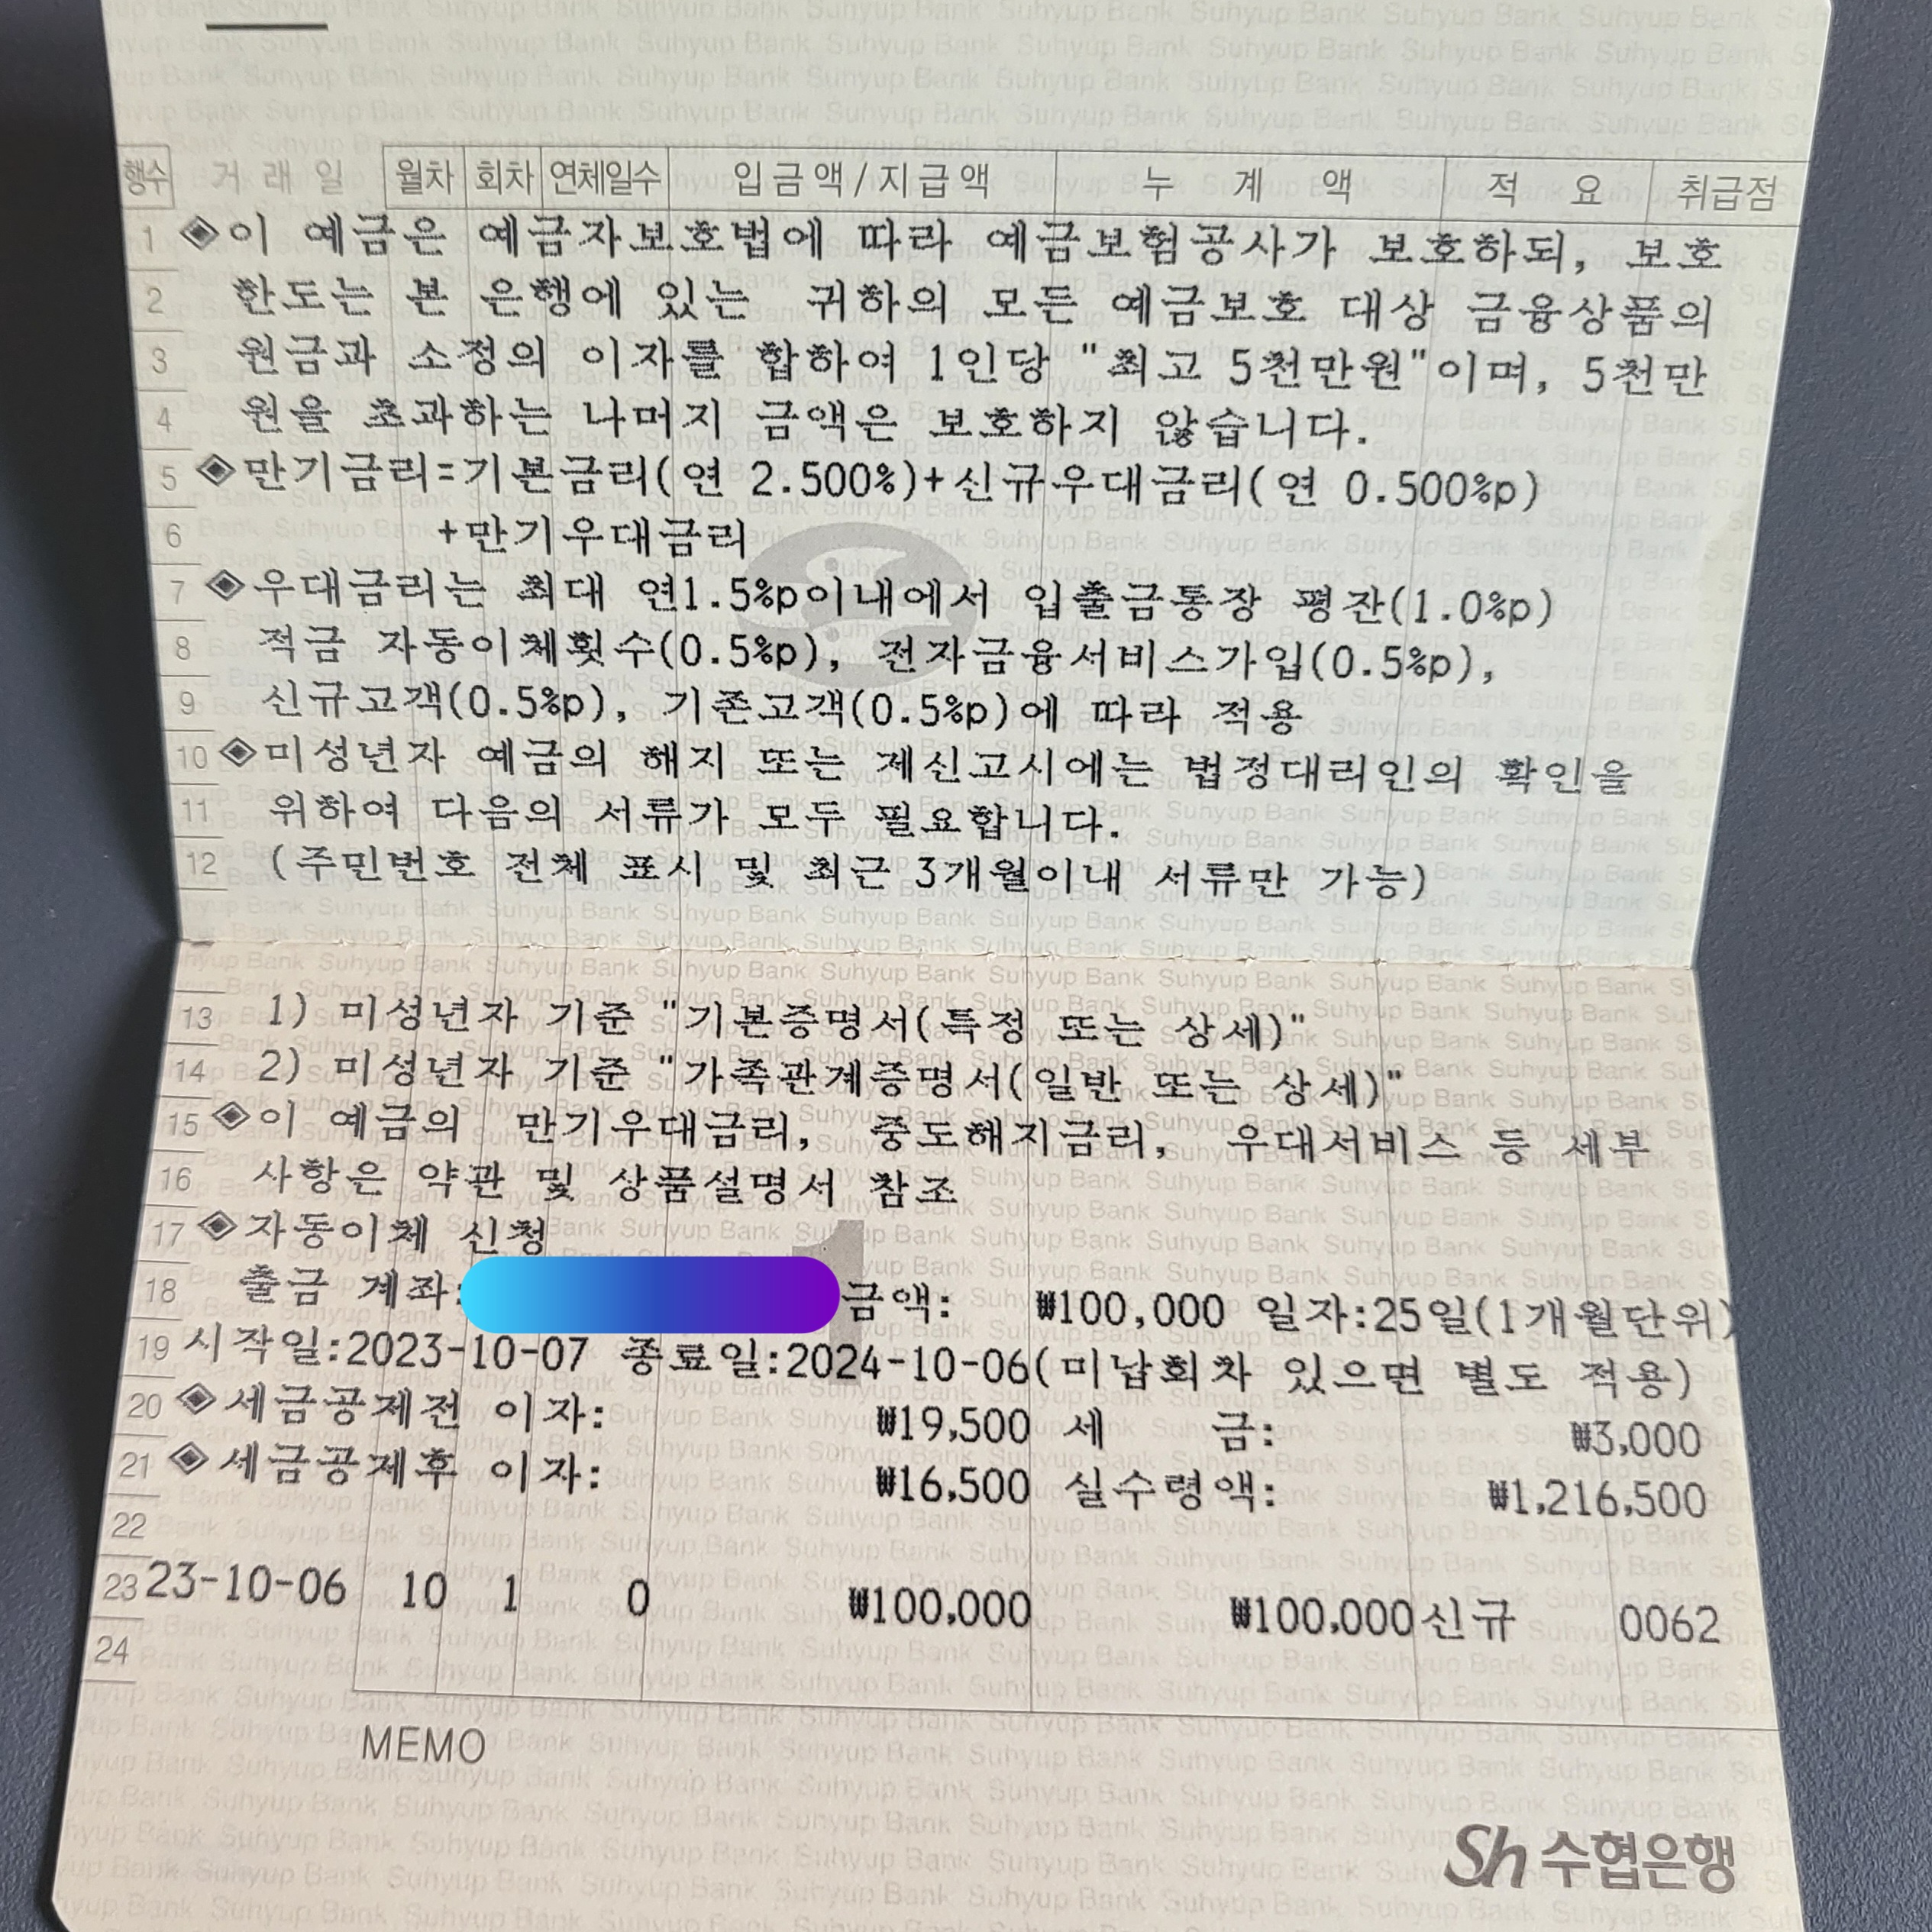 행수 거래일 월차 회차 연체일수 입금액/지급액 누계액 적요 취급점
1 ◈이 예금은 예금자보호법에 따라 예금보험공사가 보호하되, 보호
2 한도는 본 은행에 있는 귀하의 모든 예금보호 대상 금융상품의
3 원금과 소정의 이자를 합하여 1인당 "최고 5천만원"이며, 5천만
4 원을 초과하는 나머지 금액은 보호하지 않습니다.
5 ◈만기금리=기본금리(연 2.500%)+신규우대금리(연 0.500%p)
6 +만기우대금리
7 ◈우대금리는 최대 연1.5%p이내에서 입출금통장 평잔(1.0%p)
8 적금 자동이체횟수(0.5%p), 전자금융서비스가입(0.5%p),
9 신규고객(0.5%p), 기존고객(0.5%p)에 따라 적용
10 ◈미성년자 예금의 해지 또는 제신고시에는 법정대리인의 확인을
11 위하여 다음의 서류가 모두 필요합니다.
12 (주민번호 전체 표시 및 최근 3개월이내 서류만 가능)
13 1) 미성년자 기준 "기본증명서(특정 또는 상세)"
14 2) 미성년자 기준 "가족관계증명서(일반 또는 상세)"
15 ◈이 예금의 만기우대금리, 중도해지금리, 우대서비스 등 세부
16 사항은 약관 및 상품설명서 참조
17 ◈자동이체 신청
18 출금 계좌: 금액: ₩100,000 일자:25일(1개월단위)
19 시작일:2023-10-07 종료일:2024-10-06(미납회차 있으면 별도 적용)
20 ◈세금공제전 이자: ₩19,500 세 금: ₩3,000
21 ◈세금공제후 이자: ₩16,500 실수령액: ₩1,216,500
22
23 23-10-06 10 1 0 ₩100,000 ₩100,000 신규 0062
24
1
MEMO
Sh 수협은행